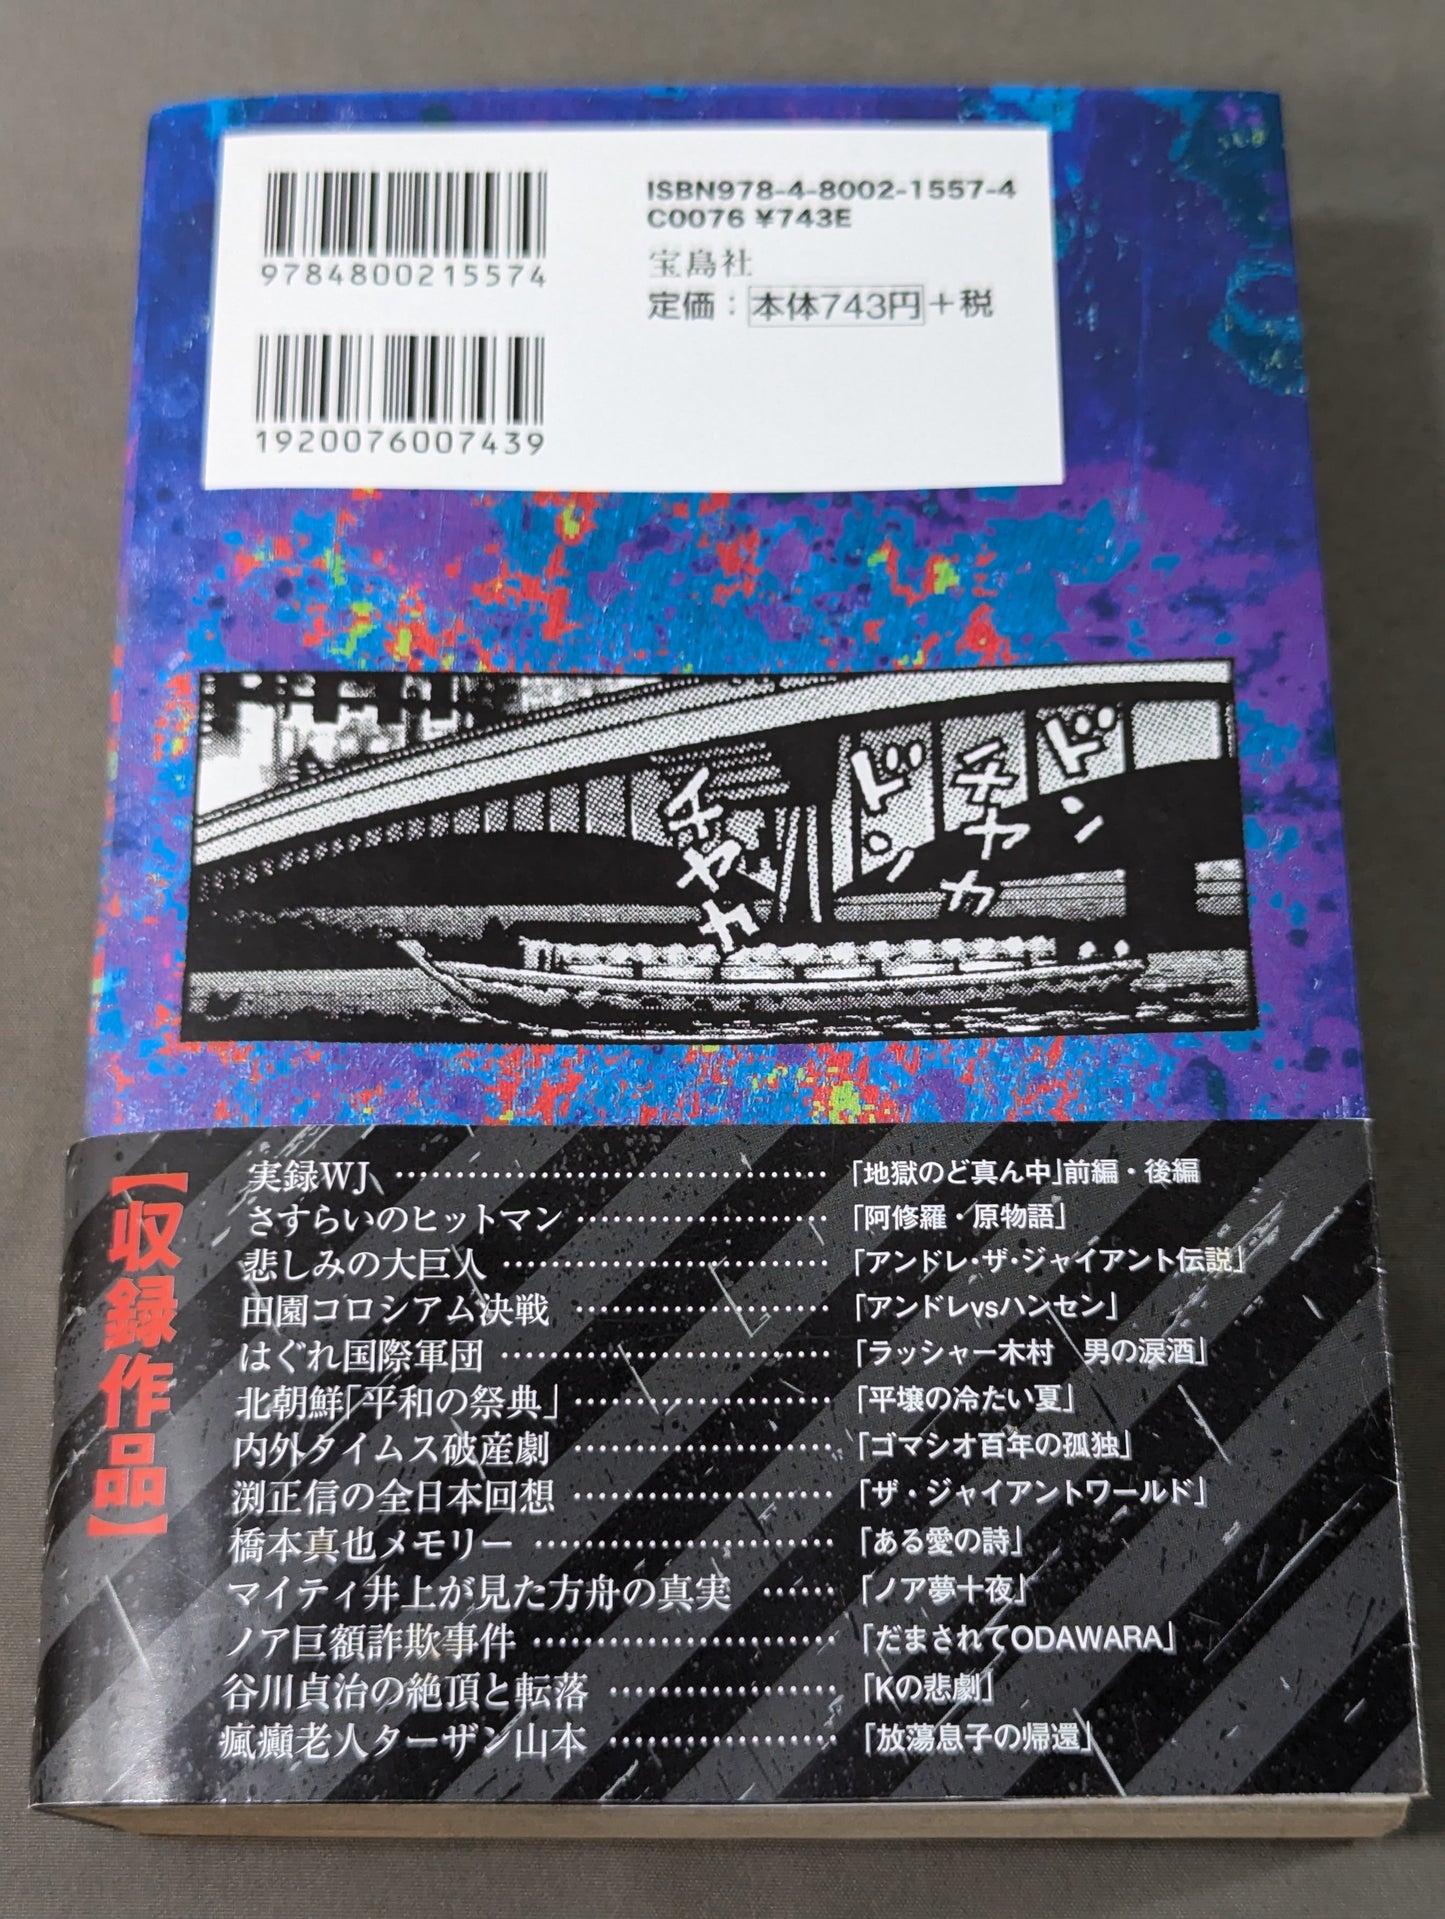 9784800215574
1920076007439
ISBN978-4-8002-1557-4
C0076 ¥743E
宝島社
定価：本体743円＋税
ドン
チャカ
ドン
チャカ
【収録作品】
実録WJ ……………………………… 「地獄のど真ん中」前編・後編
さすらいのヒットマン …………………… 「阿修羅・原物語」
悲しみの大巨人 …………………………… 「アンドレ・ザ・ジャイアント伝説」
田園コロシアム決戦 …………………… 「アンドレvsハンセン」
はぐれ国際軍団 …………………………… 「ラッシャー木村　男の涙酒」
北朝鮮「平和の祭典」…………………… 「平壌の冷たい夏」
内外タイムス破産劇 …………………… 「ゴマシオ百年の孤独」
渕正信の全日本回想 …………………… 「ザ・ジャイアントワールド」
橋本真也メモリー ……………………… 「ある愛の詩」
マイティ井上が見た方舟の真実 …… 「ノア夢十夜」
ノア巨額詐欺事件 ……………………… 「だまされてODAWARA」
谷川貞治の絶頂と転落 ………………… 「Kの悲劇」
瘋癲老人ターザン山本 ………………… 「放蕩息子の帰還」